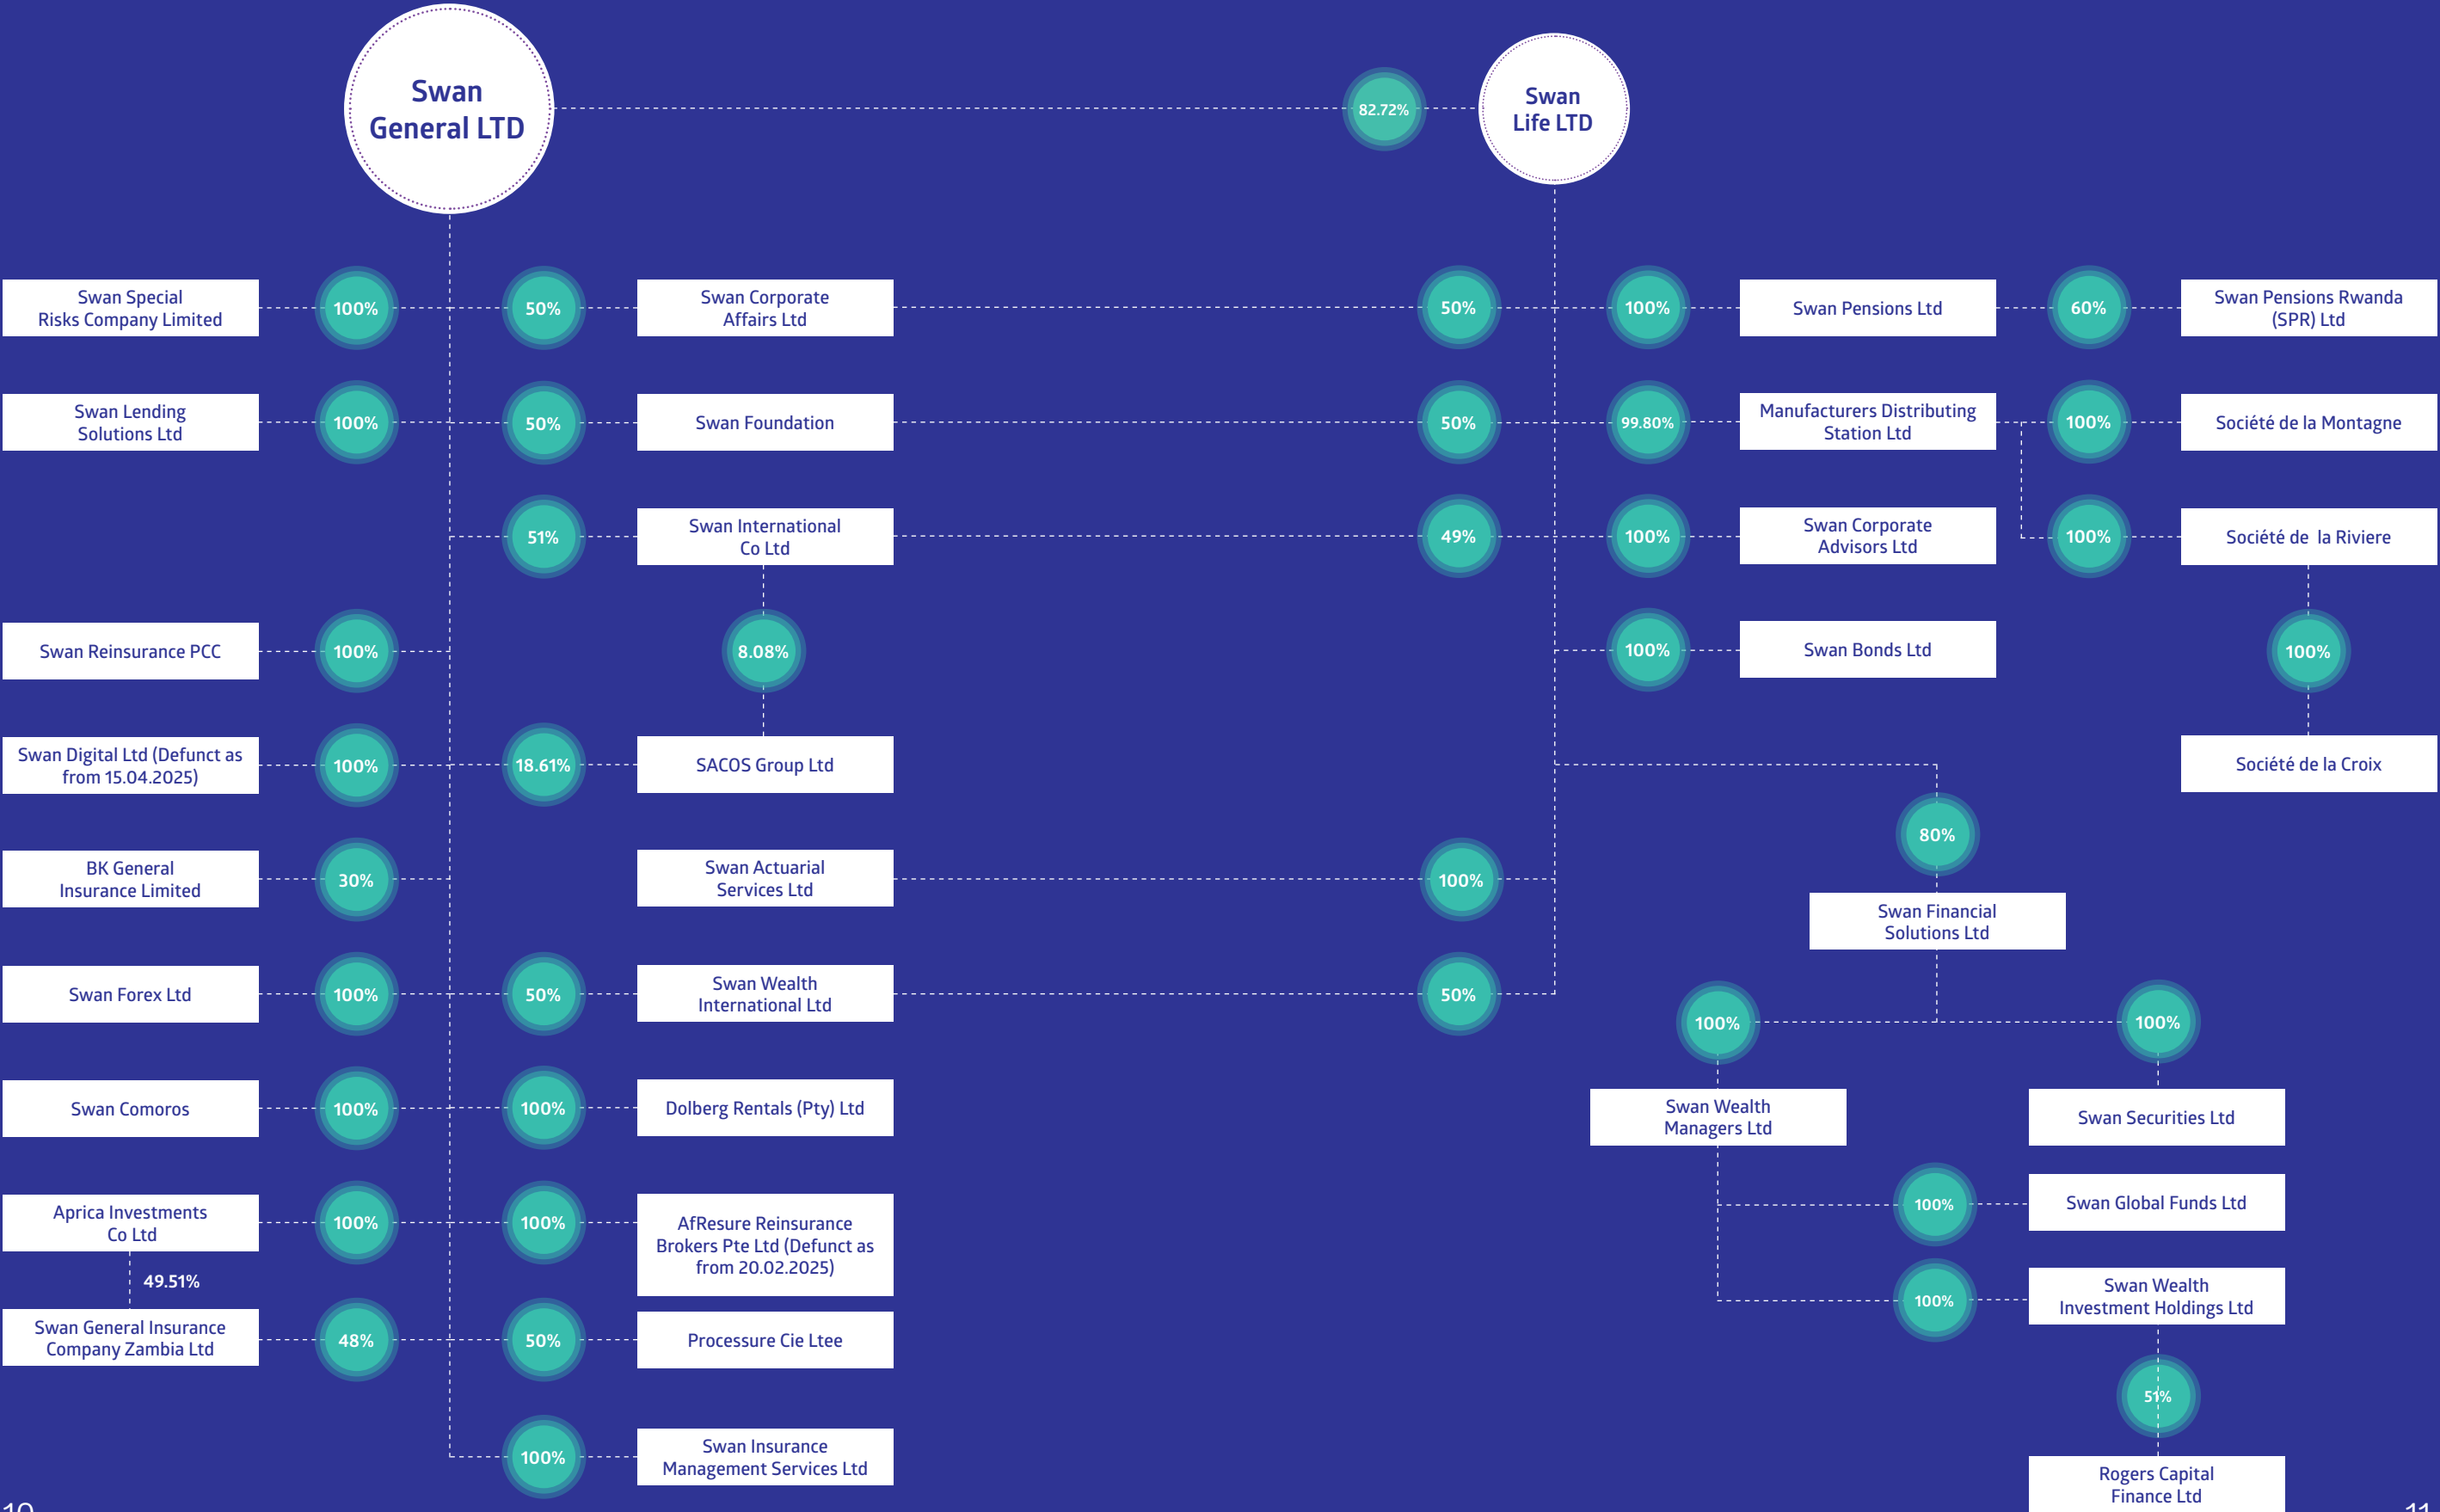 Swan
General LTD
82.72%
Swan
Life LTD
Swan Special
Risks Company Limited
100%
50%
Swan Corporate
Affairs Ltd
50%
100%
Swan Pensions Ltd
60%
Swan Pensions Rwanda
(SPR) Ltd
Swan Lending
Solutions Ltd
100%
50%
Swan Foundation
50%
99.80%
Manufacturers Distributing
Station Ltd
100%
Société de la Montagne
51%
Swan International
Co Ltd
49%
100%
Swan Corporate
Advisors Ltd
100%
Société de  la Riviere
Swan Reinsurance PCC
100%
8.08%
100%
Swan Bonds Ltd
100%
Swan Digital Ltd (Defunct as
from 15.04.2025)
100%
18.61%
SACOS Group Ltd
Société de la Croix
80%
BK General
Insurance Limited
30%
Swan Actuarial
Services Ltd
100%
Swan Financial
Solutions Ltd
Swan Forex Ltd
100%
50%
Swan Wealth
International Ltd
50%
100%
100%
Swan Comoros
100%
100%
Dolberg Rentals (Pty) Ltd
Swan Wealth
Managers Ltd
Swan Securities Ltd
Aprica Investments
Co Ltd
100%
100%
AfResure Reinsurance
Brokers Pte Ltd (Defunct as
from 20.02.2025)
100%
Swan Global Funds Ltd
49.51%
100%
Swan Wealth
Investment Holdings Ltd
Swan General Insurance
Company Zambia Ltd
48%
50%
Processure Cie Ltee
51%
100%
Swan Insurance
Management Services Ltd
Rogers Capital
Finance Ltd
10
11